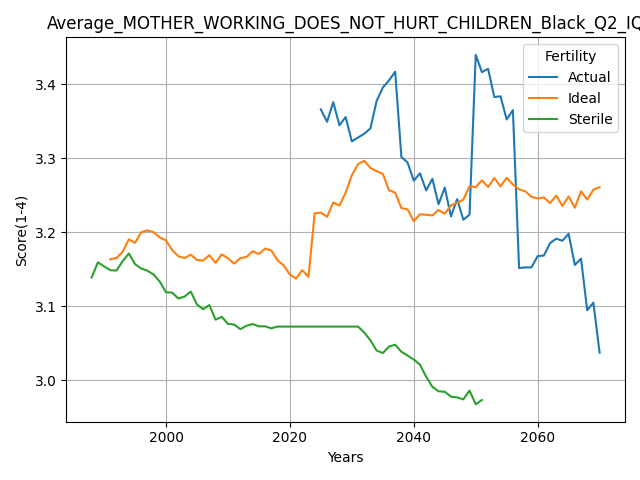 Average_MOTHER_WORKING_DOES_NOT_HURT_CHILDREN_Black_Q2_IQ
Fertility
Actual
Ideal
Sterile
Score(1-4)
3.4
3.3
3.2
3.1
3.0
2000 2020 2040 2060
Years